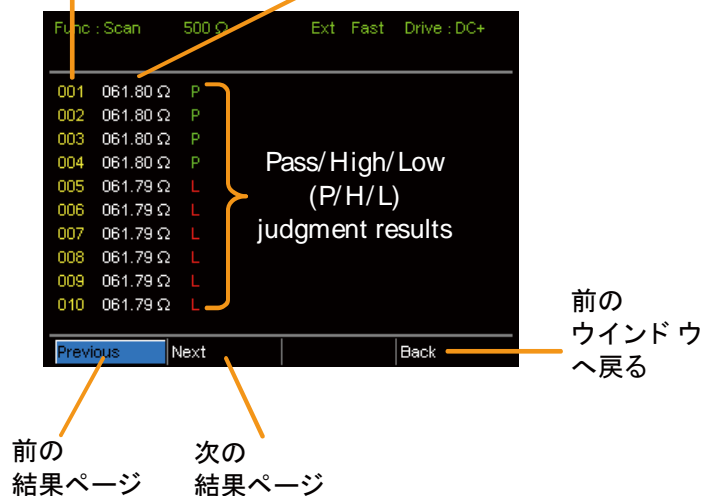 Func : Scan 500 Ω Ext Fast Drive : DC+
001 061.80 Ω P
002 061.80 Ω P
003 061.80 Ω P
004 061.80 Ω P
005 061.79 Ω L
006 061.79 Ω L
007 061.79 Ω L
008 061.79 Ω L
009 061.79 Ω L
010 061.79 Ω L
Pass/High/Low
(P/H/L)
judgment results
Previous Next Back
前の
ウインドウ
へ戻る
前の
結果ページ
次の
結果ページ